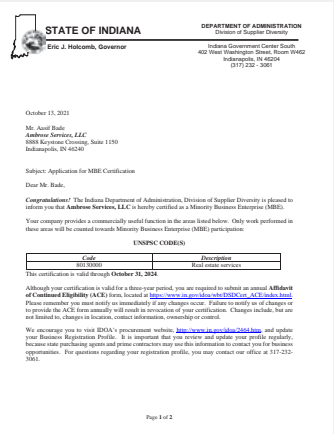 STATE OF INDIANA
Eric J. Holcomb, Governor
DEPARTMENT OF ADMINISTRATION
Division of Supplier Diversity
Indiana Government Center South
402 West Washington Street, Room W462
Indianapolis, IN 46204
(317) 232 - 3061
October 13, 2021
Mr. Aasif Bade
Ambrose Services, LLC
8888 Keystone Crossing, Suite 1150
Indianapolis, IN 46240
Subject: Application for MBE Certification
Dear Mr. Bade,
Congratulations! The Indiana Department of Administration, Division of Supplier Diversity is pleased to
inform you that Ambrose Services, LLC is hereby certified as a Minority Business Enterprise (MBE).
Your company provides a commercially useful function in the areas listed below. Only work performed in
these areas will be counted towards Minority Business Enterprise (MBE) participation:
UNSPSC CODE(S)
Code Description
80130000 Real estate services
This certification is valid through October 31, 2024.
Although your certification is valid for a three-year period, you are required to submit an annual Affidavit
of Continued Eligibility (ACE) form, located at https://www.in.gov/idoa/wbt/DSDCert_ACE/index.html.
Please remember you must notify us immediately if any changes occur. Failure to notify us of changes or
to provide the ACE form annually will result in revocation of your certification. Changes include, but are
not limited to, changes in location, contact information, ownership or control.
We encourage you to visit IDOA's procurement website, http://www.in.gov/idoa/2464.htm, and update
your Business Registration Profile. It is important that you review and update your profile regularly,
because state purchasing agents and prime contractors may use this information to contact you for business
opportunities. For questions regarding your registration profile, you may contact our office at 317-232-
3061.
Page 1 of 2